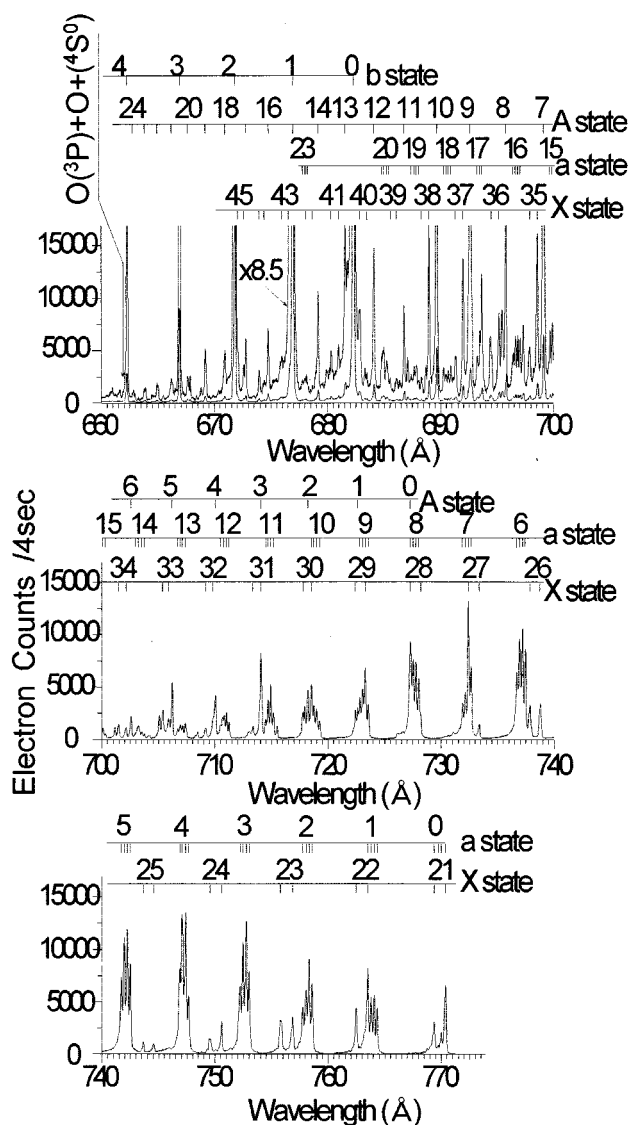 O(³P)+O+(⁴S⁰)
4 3 2 1 0 b state
24 20 18 16 14 13 12 11 10 9 8 7 A state
23 20 19 18 17 16 15 a state
45 43 41 40 39 38 37 36 35 X state
15000
x8.5
10000
5000
0
660 670 680 690 700
Wavelength (Å)
6 5 4 3 2 1 0 A state
15 14 13 12 11 10 9 8 7 6 a state
34 33 32 31 30 29 28 27 26 X state
15000
10000
5000
0
700 710 720 730 740
Wavelength (Å)
Electron Counts /4sec
5 4 3 2 1 0 a state
25 24 23 22 21 X state
15000
10000
5000
0
740 750 760 770
Wavelength (Å)